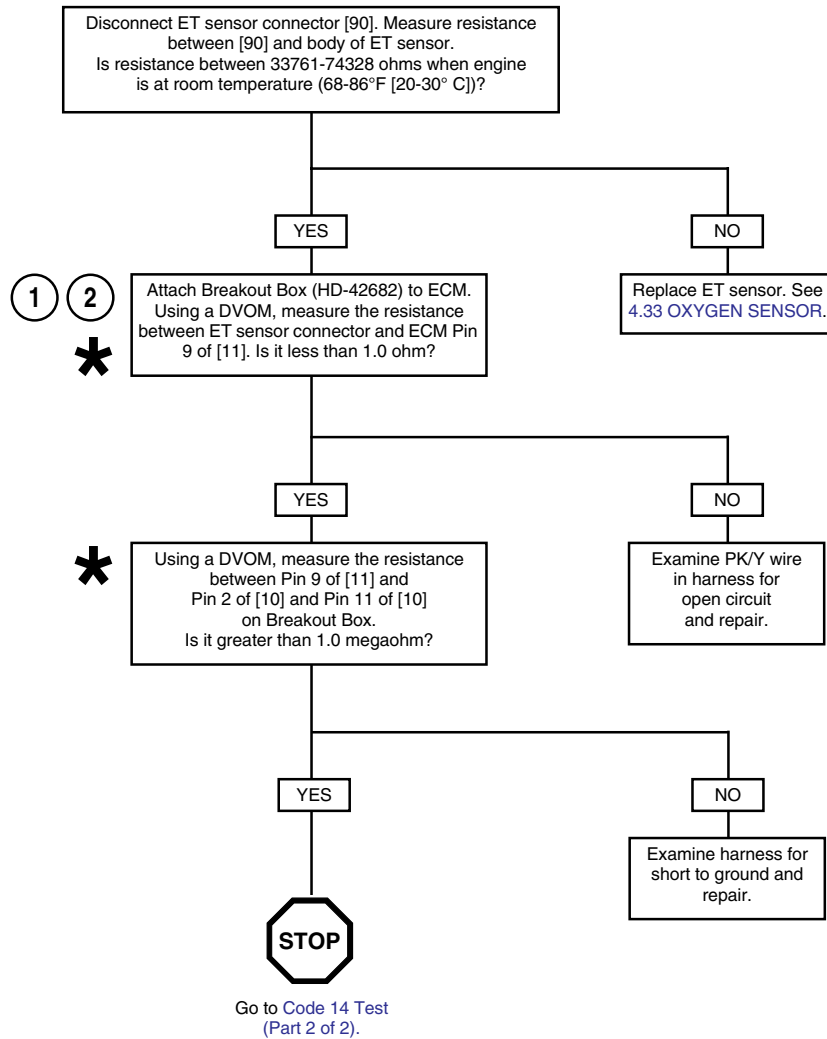 Disconnect ET sensor connector [90]. Measure resistance
between [90] and body of ET sensor.
Is resistance between 33761-74328 ohms when engine
is at room temperature (68-86°F [20-30° C])?
YES
NO
1 2
Attach Breakout Box (HD-42682) to ECM.
Using a DVOM, measure the resistance
between ET sensor connector and ECM Pin
9 of [11]. Is it less than 1.0 ohm?
*
Replace ET sensor. See
4.33 OXYGEN SENSOR.
YES
NO
*
Using a DVOM, measure the resistance
between Pin 9 of [11] and
Pin 2 of [10] and Pin 11 of [10]
on Breakout Box.
Is it greater than 1.0 megaohm?
Examine PK/Y wire
in harness for
open circuit
and repair.
YES
NO
Examine harness for
short to ground and
repair.
STOP
Go to Code 14 Test
(Part 2 of 2).